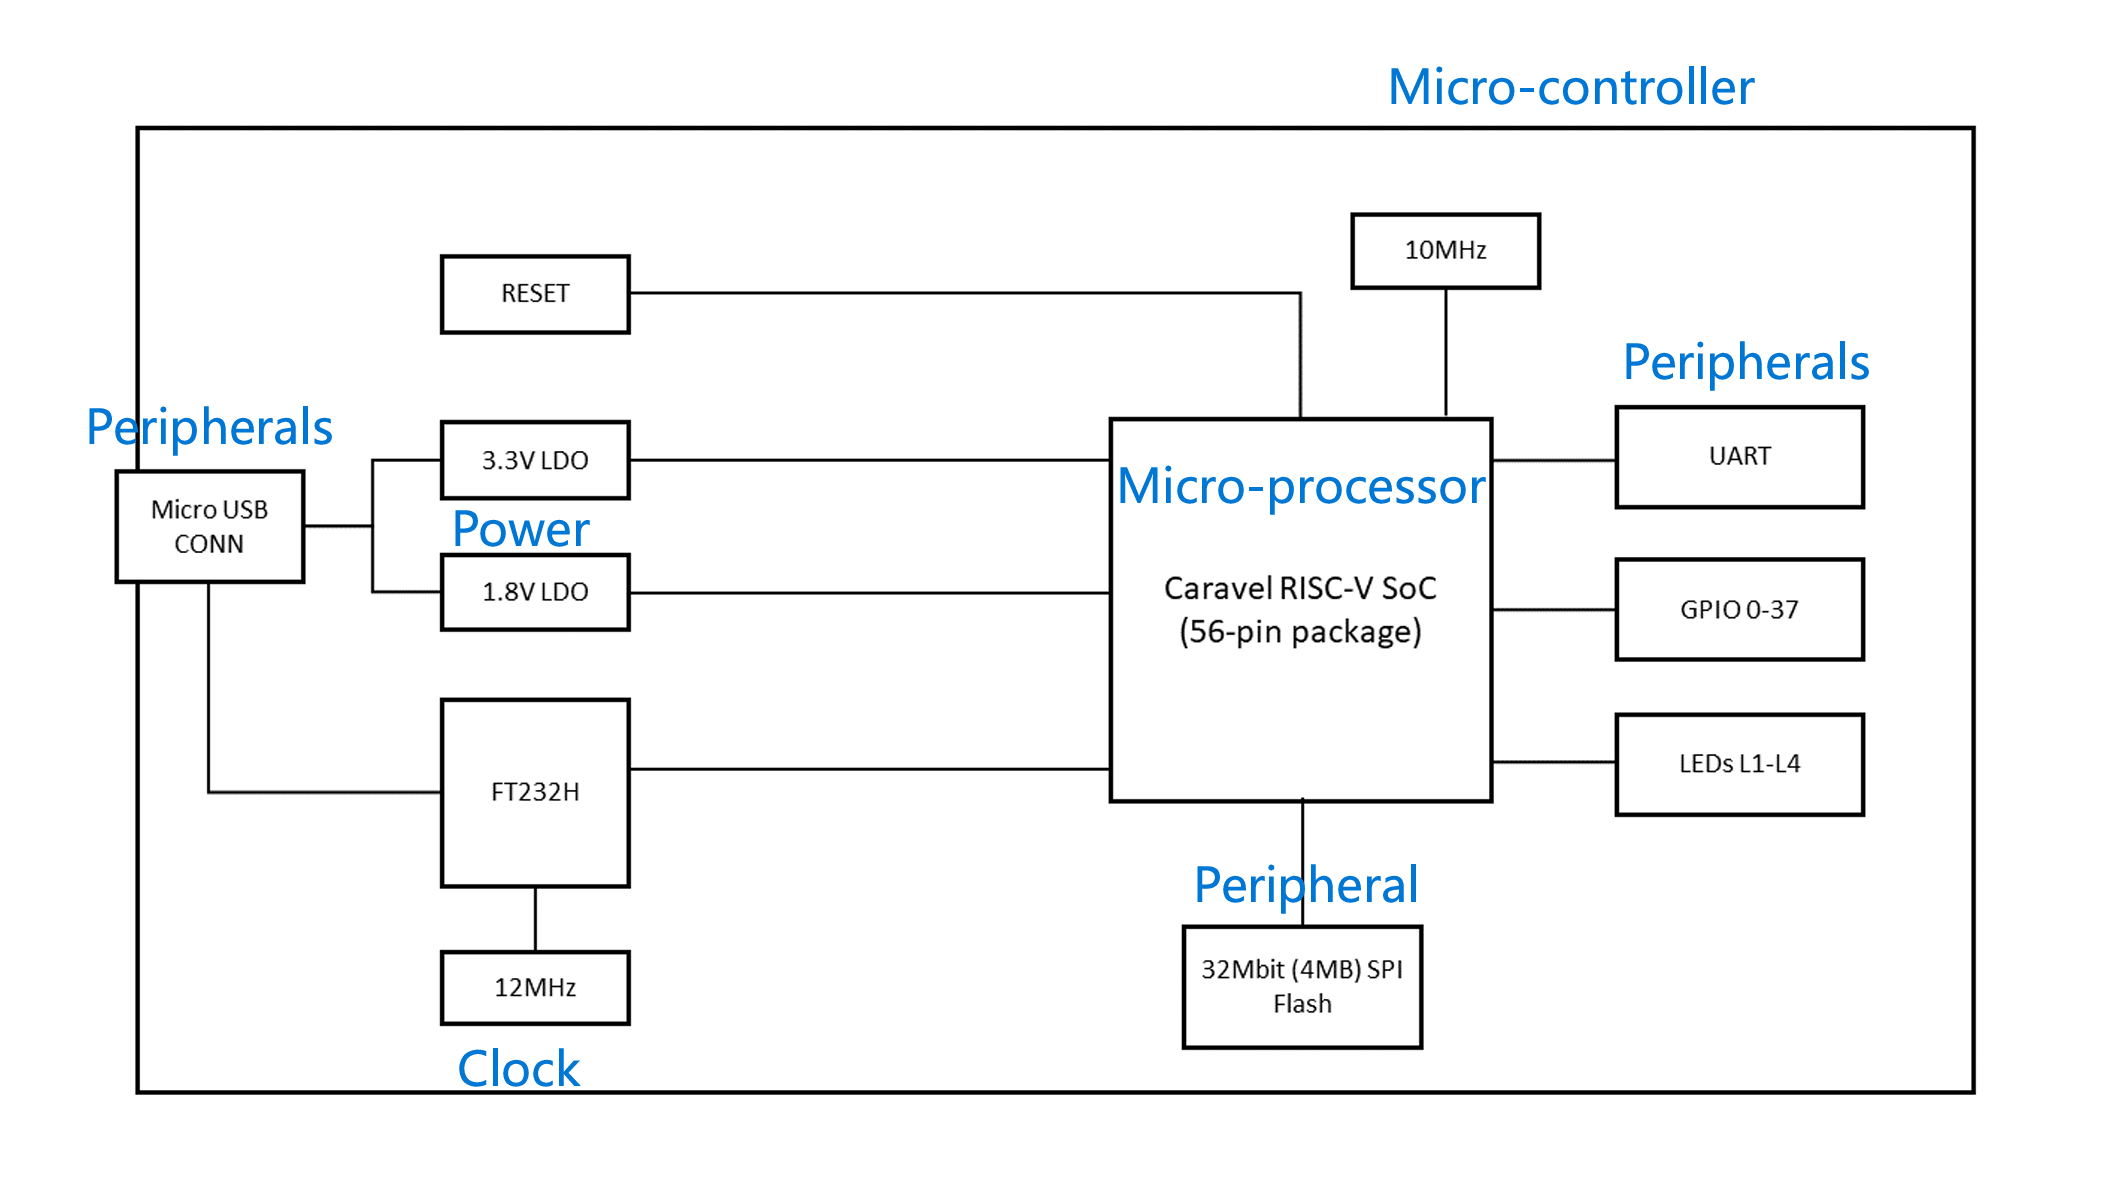 Micro-controller
10MHz
RESET
Peripherals
Peripherals
UART
3.3V LDO
Micro-processor
Micro USB
CONN
Power
1.8V LDO
Caravel RISC-V SoC
(56-pin package)
GPIO 0-37
LEDs L1-L4
FT232H
Peripheral
32Mbit (4MB) SPI
Flash
12MHz
Clock